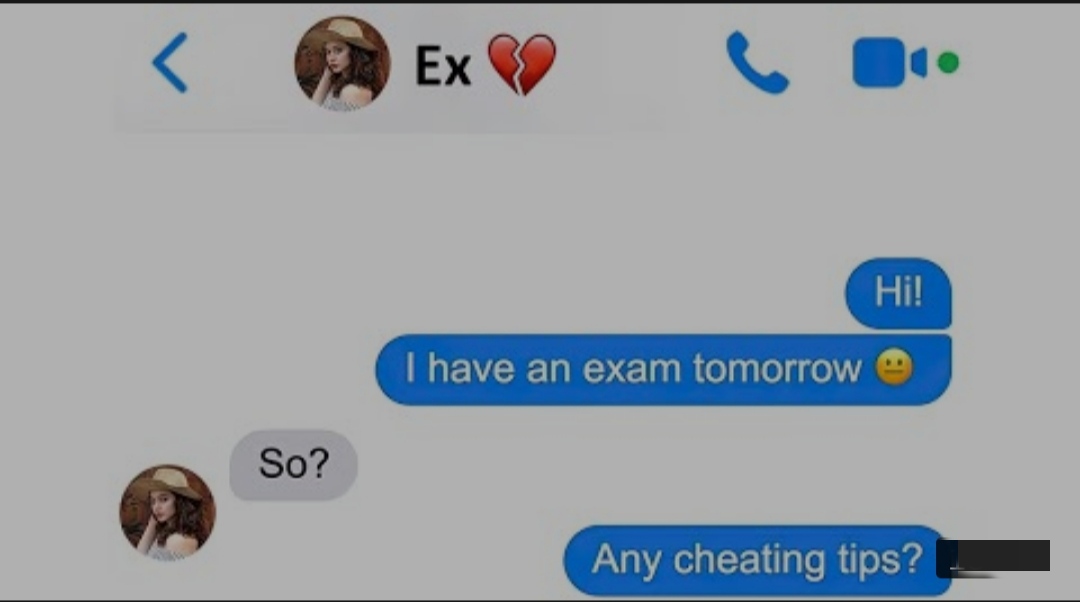 Ex 💔
Hi!
I have an exam tomorrow 😐
So?
Any cheating tips?